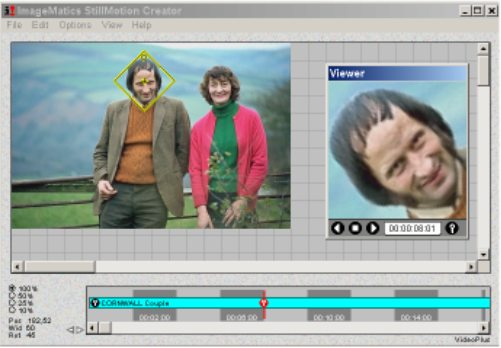 ImageMatics StillMotion Creator
File Edit Options View Help
Viewer
00:00:08:01
100%
50%
25%
10%
Pos 192,52
Wid 60
Rot 45
CORNWALL Couple
00:02:00 00:06:00 00:10:00 00:14:00
VideoPlus